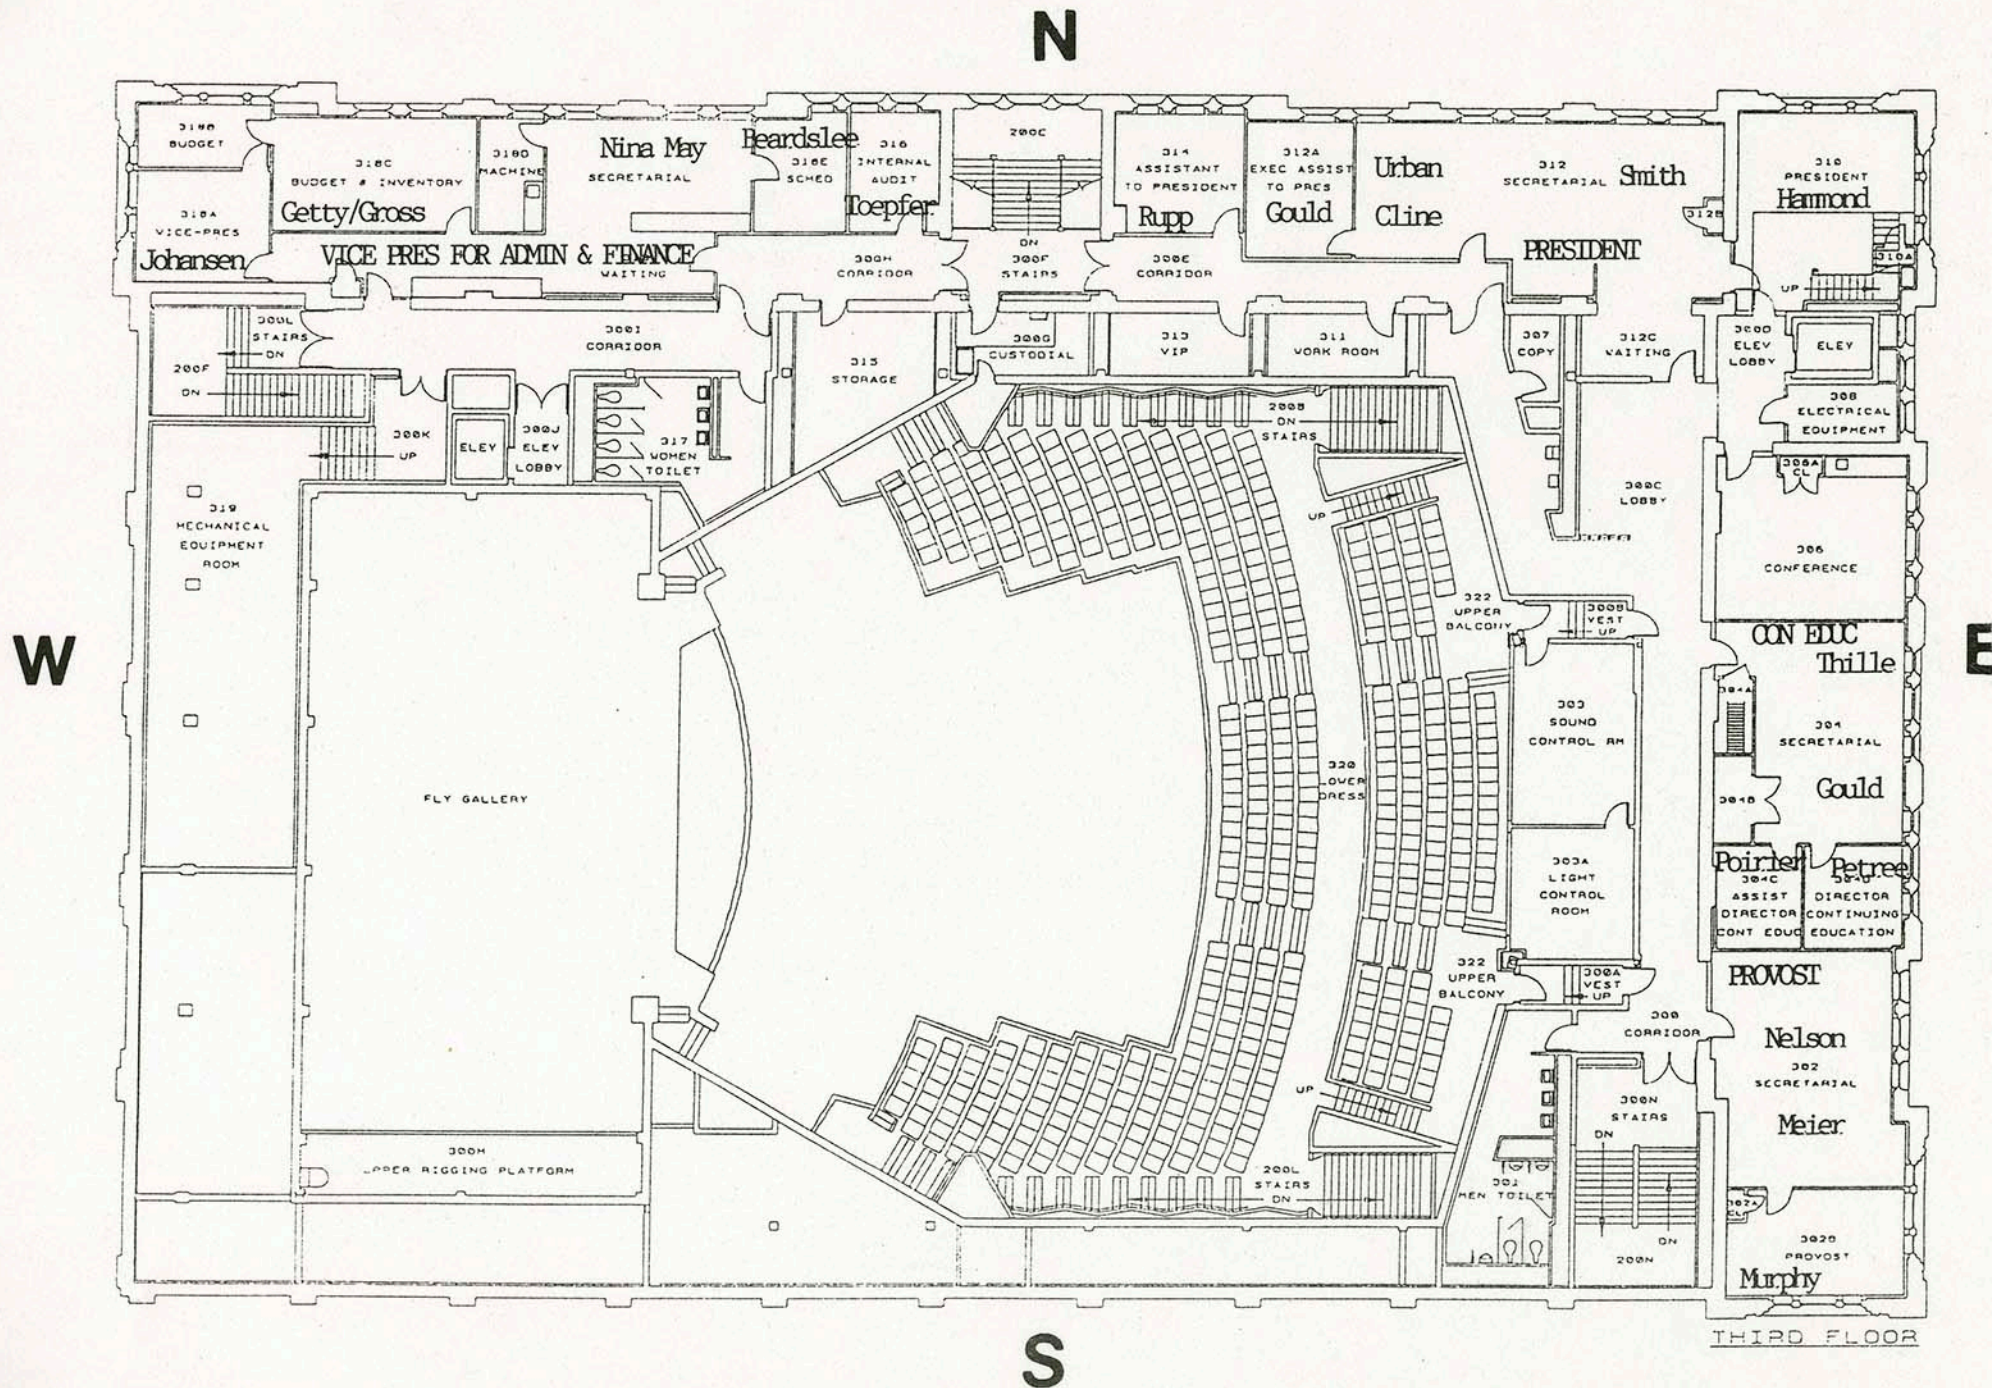 N
318B
BUDGET
318C
BUDGET & INVENTORY
Getty/Gross
318D
MACHINE
Nina May
SECRETARIAL
Beardslee
318E
SCHED
316
INTERNAL
AUDIT
Toepfer
200C
314
ASSISTANT
TO PRESIDENT
Rupp
312A
EXEC ASSIST
TO PRES
Gould
Urban
Cline
312
SECRETARIAL
Smith
312B
310
PRESIDENT
Hammond
318A
VICE-PRES
Johansen
VICE PRES FOR ADMIN & FINANCE
WAITING
300H
CORRIDOR
DN
300F
STAIRS
300E
CORRIDOR
PRESIDENT
310A
UP
300L
STAIRS
DN
200F
DN
300I
CORRIDOR
315
STORAGE
300G
CUSTODIAL
313
VIP
311
WORK ROOM
307
COPY
312C
WAITING
300D
ELEV
LOBBY
ELEV
308
ELECTRICAL
EQUIPMENT
300K
UP
ELEV
300J
ELEV
LOBBY
317
WOMEN
TOILET
200B
DN
STAIRS
UP
300C
LOBBY
306A
CL
306
CONFERENCE
319
MECHANICAL
EQUIPMENT
ROOM
322
UPPER
BALCONY
300B
VEST
UP
W
E
CON EDUC
Thille
304A
304
SECRETARIAL
Gould
304B
303
SOUND
CONTROL RM
320
LOWER
DRESS
FLY GALLERY
303A
LIGHT
CONTROL
ROOM
Poirier
304C
ASSIST
DIRECTOR
CONT EDUC
Petree
304D
DIRECTOR
CONTINUING
EDUCATION
322
UPPER
BALCONY
300A
VEST
UP
PROVOST
Nelson
302
SECRETARIAL
Meier
300
CORRIDOR
UP
300N
STAIRS
DN
DN
200N
300M
UPPER RIGGING PLATFORM
200L
STAIRS
DN
301
MEN TOILET
302A
CL
302B
PROVOST
Murphy
THIRD FLOOR
S